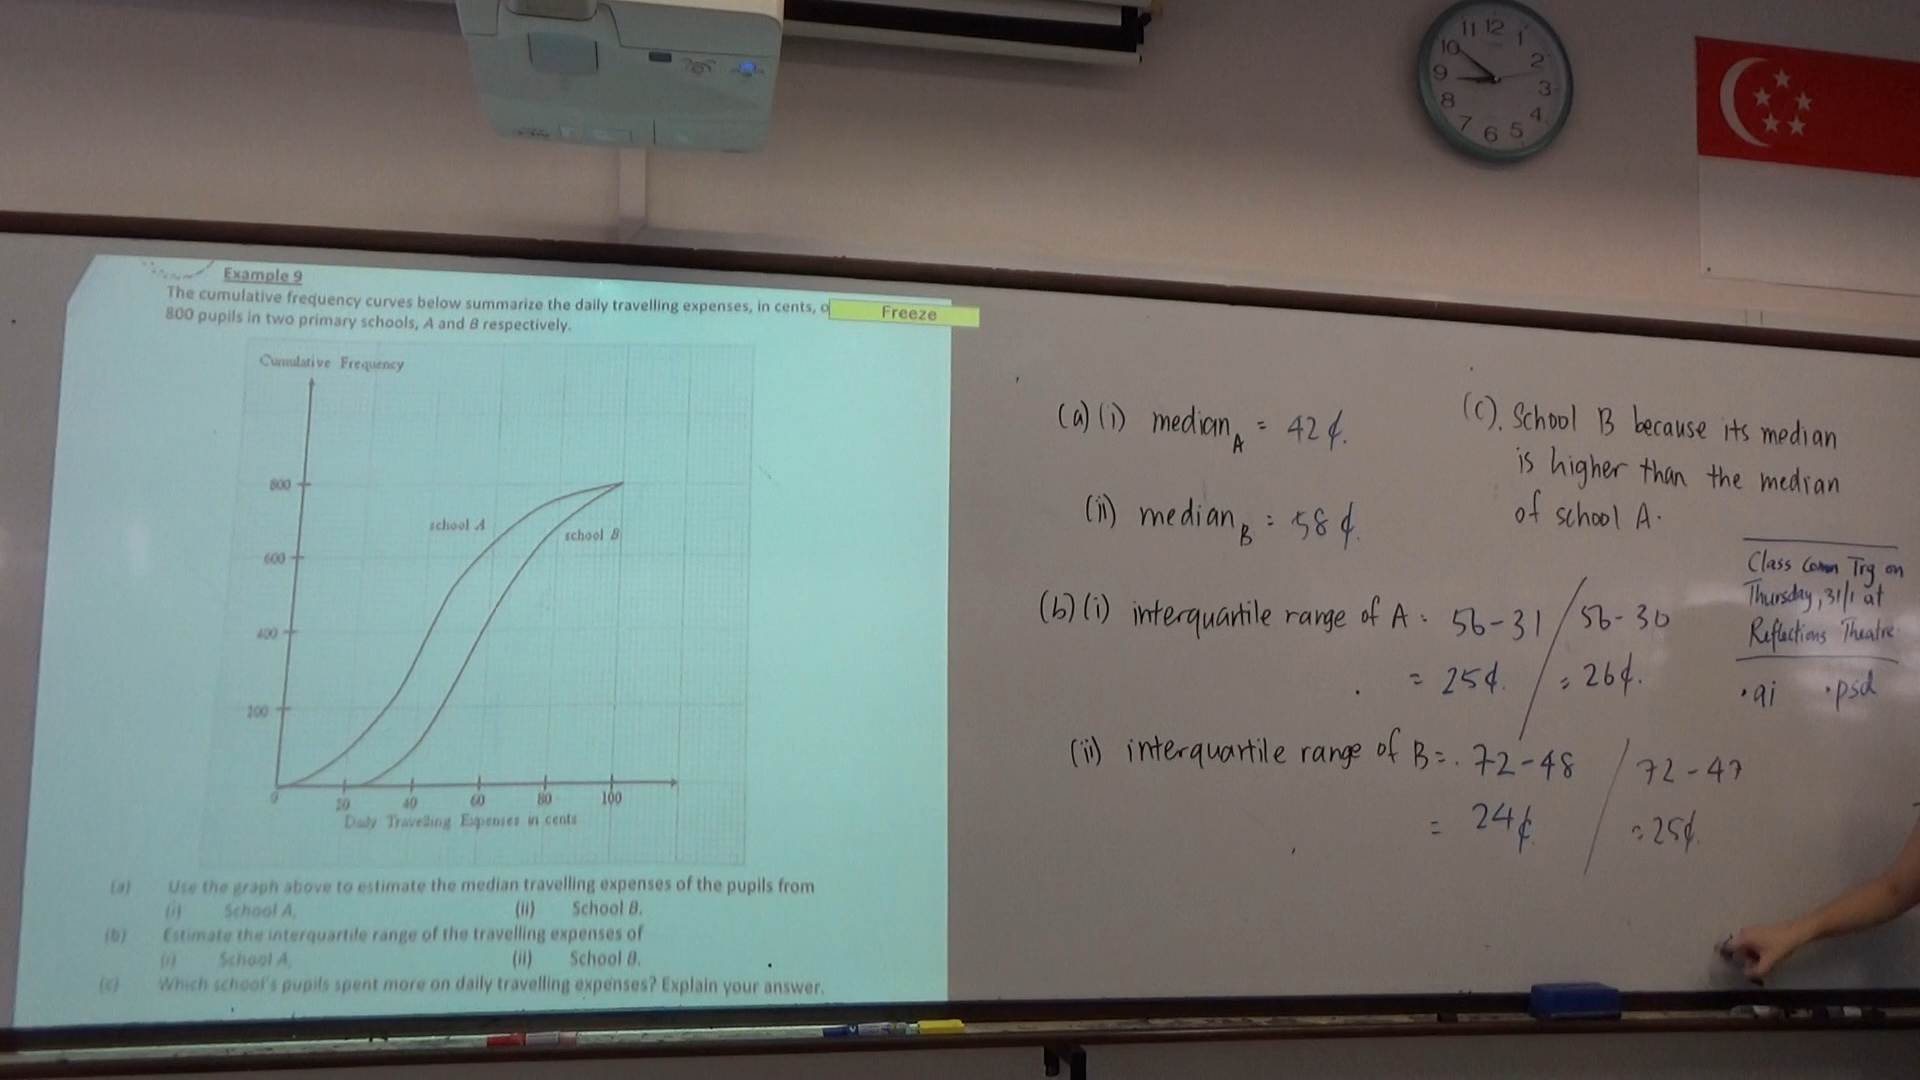 Example 9
The cumulative frequency curves below summarize the daily travelling expenses, in cents, o
Freeze
800 pupils in two primary schools, A and B respectively.
Cumulative Frequency
800
600
400
200
0
20
40
60
80
100
school A
school B
Daily Travelling Expenses in cents
(a) Use the graph above to estimate the median travelling expenses of the pupils from
(i) School A, (ii) School B.
(b) Estimate the interquartile range of the travelling expenses of
(i) School A, (ii) School B.
(c) Which school's pupils spent more on daily travelling expenses? Explain your answer.
(a)(i) median A = 42¢.
(ii) median B = 58¢.
(b)(i) interquartile range of A = 56-31 / 56-30
= 25¢. / = 26¢.
(ii) interquartile range of B = 72-48 / 72-47
= 24¢ / = 25¢.
(c). School B because its median
is higher than the median
of school A.
Class Comm Trg on
Thursday, 31/1 at
Reflections Theatre
•ai •psd
11 12 1
10 2
9 3
8 4
7 6 5